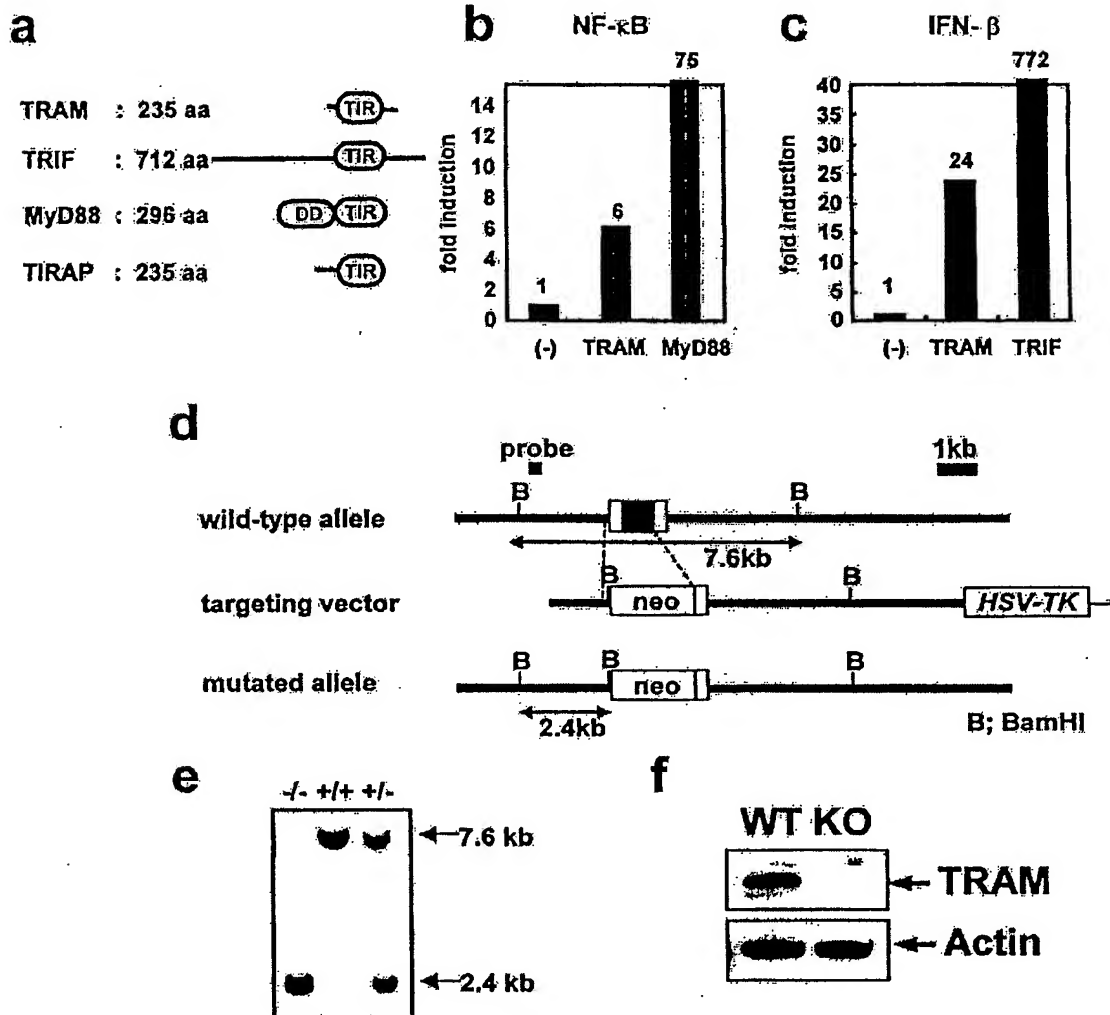 a
TRAM : 235 aa TIR
TRIF : 712 aa TIR
MyD88 : 296 aa DD TIR
TIRAP : 235 aa TIR
b
NF-κB
fold induction
14
12
10
8
6
4
2
0
1
6
75
(-) TRAM MyD88
c
IFN-β
fold induction
40
35
30
25
20
15
10
5
0
1
24
772
(-) TRAM TRIF
d
probe
1kb
B B
wild-type allele
7.6kb
B B
targeting vector neo HSV-TK
B B B
mutated allele neo
2.4kb
B; BamHI
e
-/- +/+ +/-
7.6 kb
2.4 kb
f
WT KO
TRAM
Actin